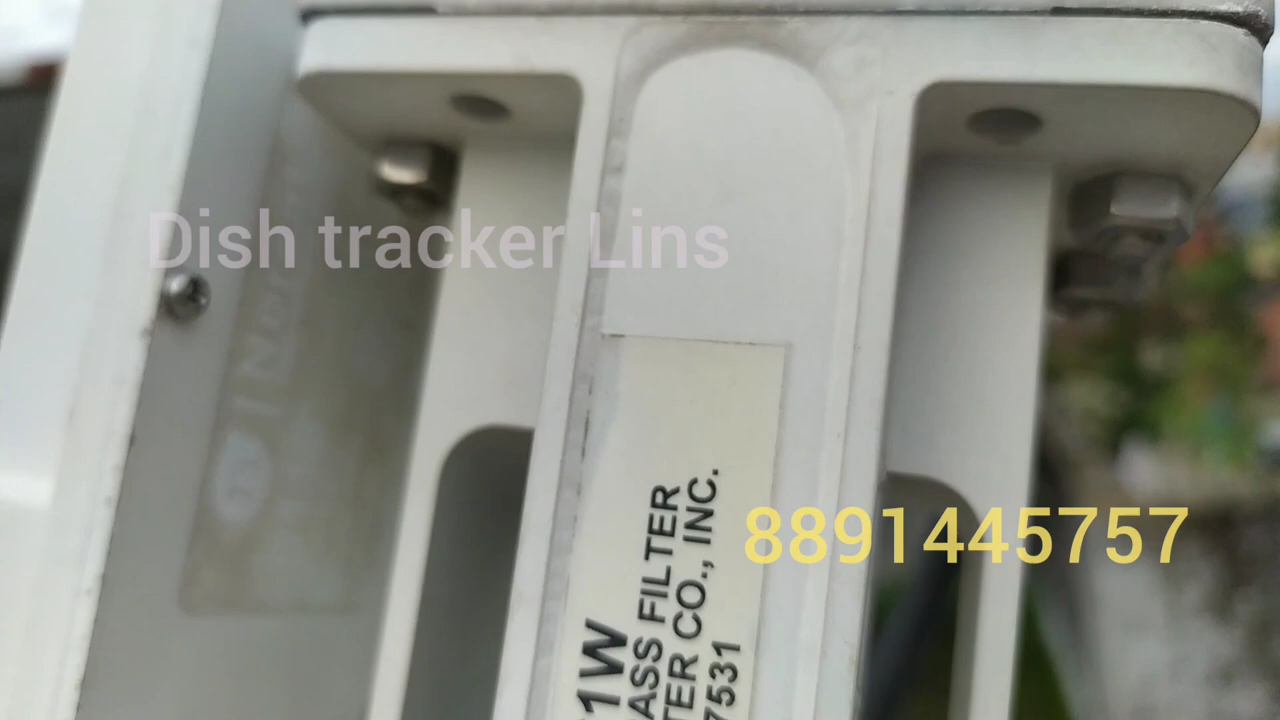 Dish tracker Lins
8891445757
1W
ASS FILTER
TER CO., INC.
7531